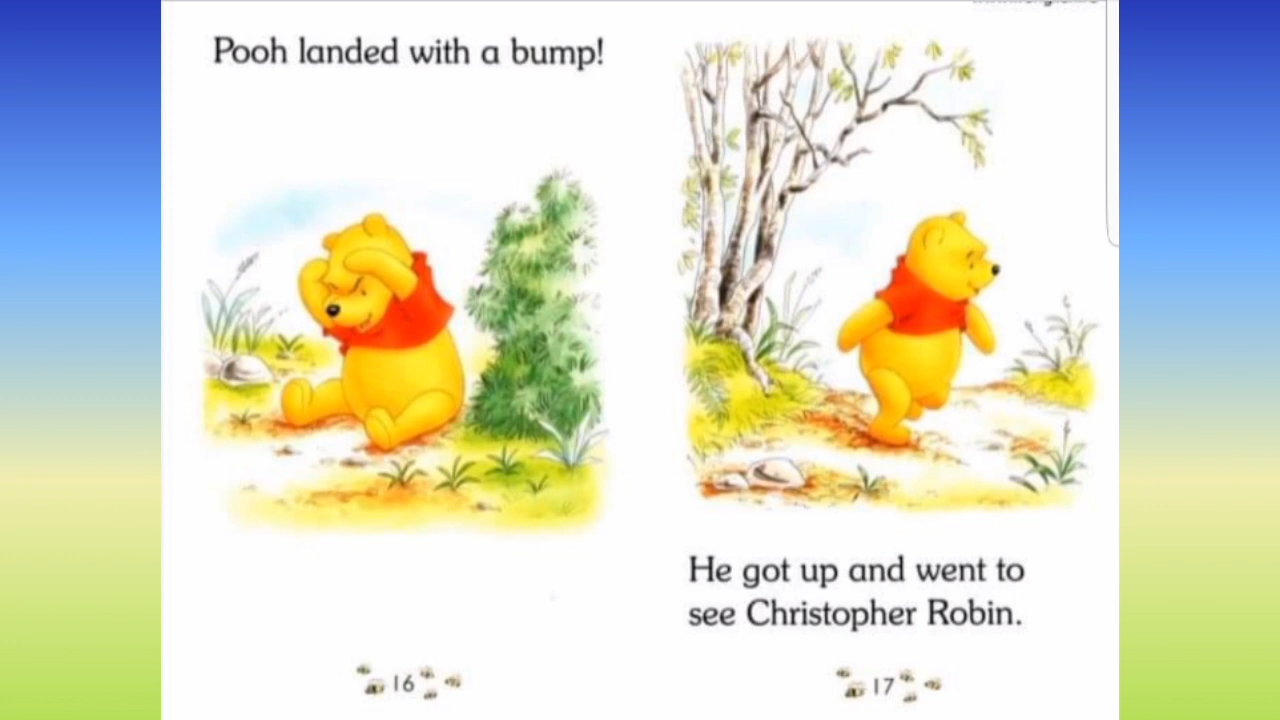 Pooh landed with a bump!
He got up and went to
see Christopher Robin.
16
17